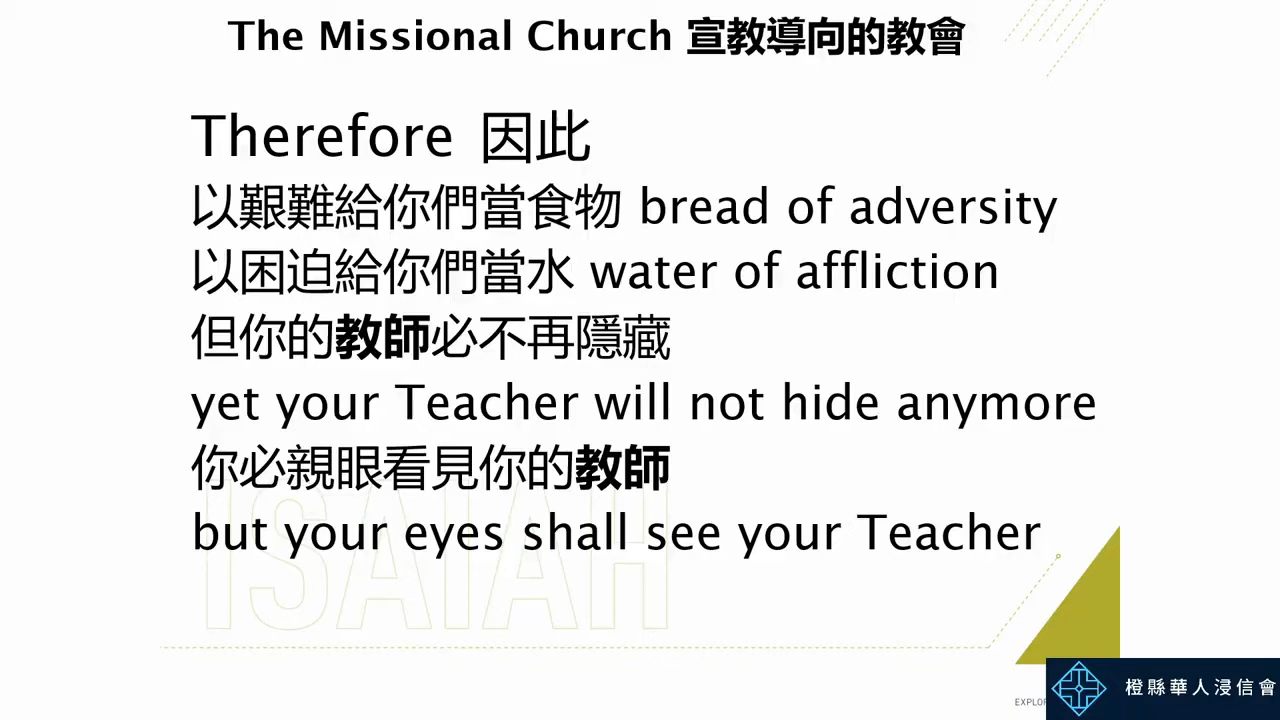 The Missional Church 宣教導向的教會
Therefore 因此
以艱難給你們當食物 bread of adversity
以困迫給你們當水 water of affliction
但你的教師必不再隱藏
yet your Teacher will not hide anymore
你必親眼看見你的教師
but your eyes shall see your Teacher
ISAIAH
橙縣華人浸信會